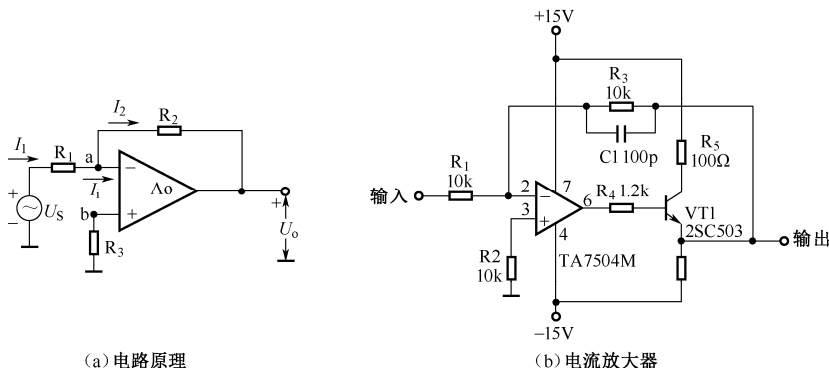 I₁
R₁
a
I₂
R₂
Iᵢ
Ao
−
+
+
−
U_S
b
R₃
+
U_o
(a)电路原理
+15V
R₃
10k
C1 100p
R₅
100Ω
R₁
10k
输入
2
−
7
3
+
4
6
R₄ 1.2k
VT1
2SC503
输出
R2
10k
TA7504M
−15V
(b)电流放大器